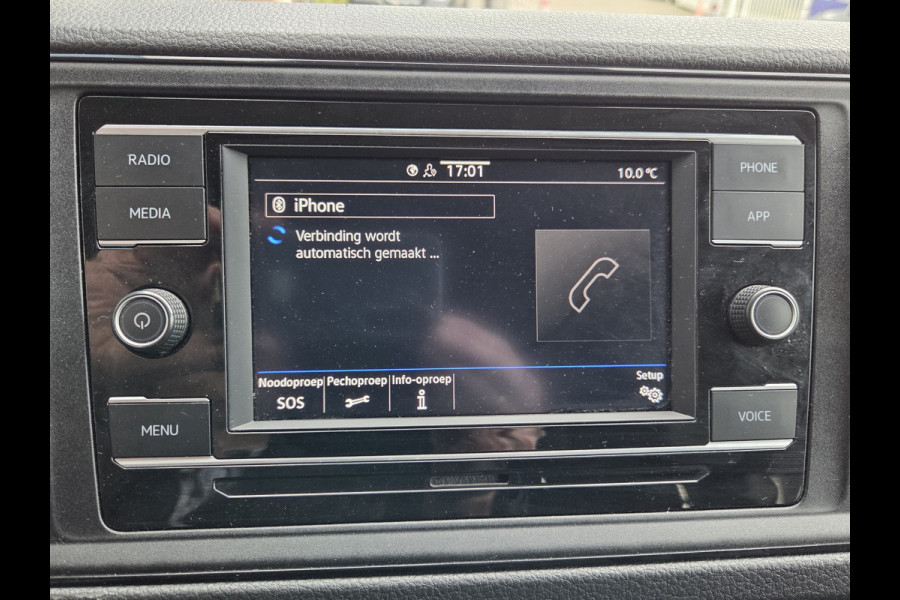 RADIO
MEDIA
MENU
17:01
10.0°C
iPhone
Verbinding wordt
automatisch gemaakt ...
Noodoproep Pechoproep Info-oproep
SOS
Setup
PHONE
APP
VOICE